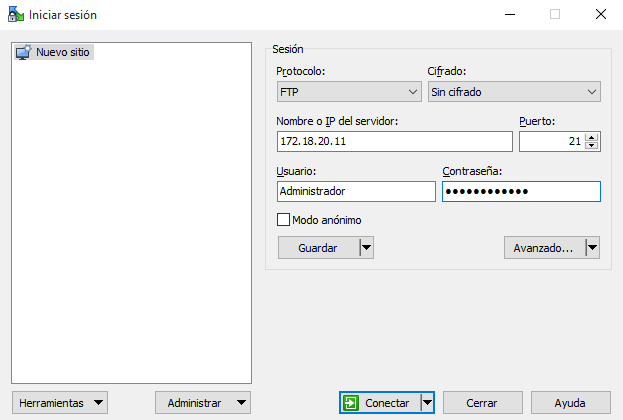 Iniciar sesión
Nuevo sitio
Sesión
Protocolo: Cifrado:
FTP Sin cifrado
Nombre o IP del servidor: Puerto:
172.18.20.11 21
Usuario: Contraseña:
Administrador ●●●●●●●●●●●●
Modo anónimo
Guardar Avanzado...
Herramientas Administrar Conectar Cerrar Ayuda